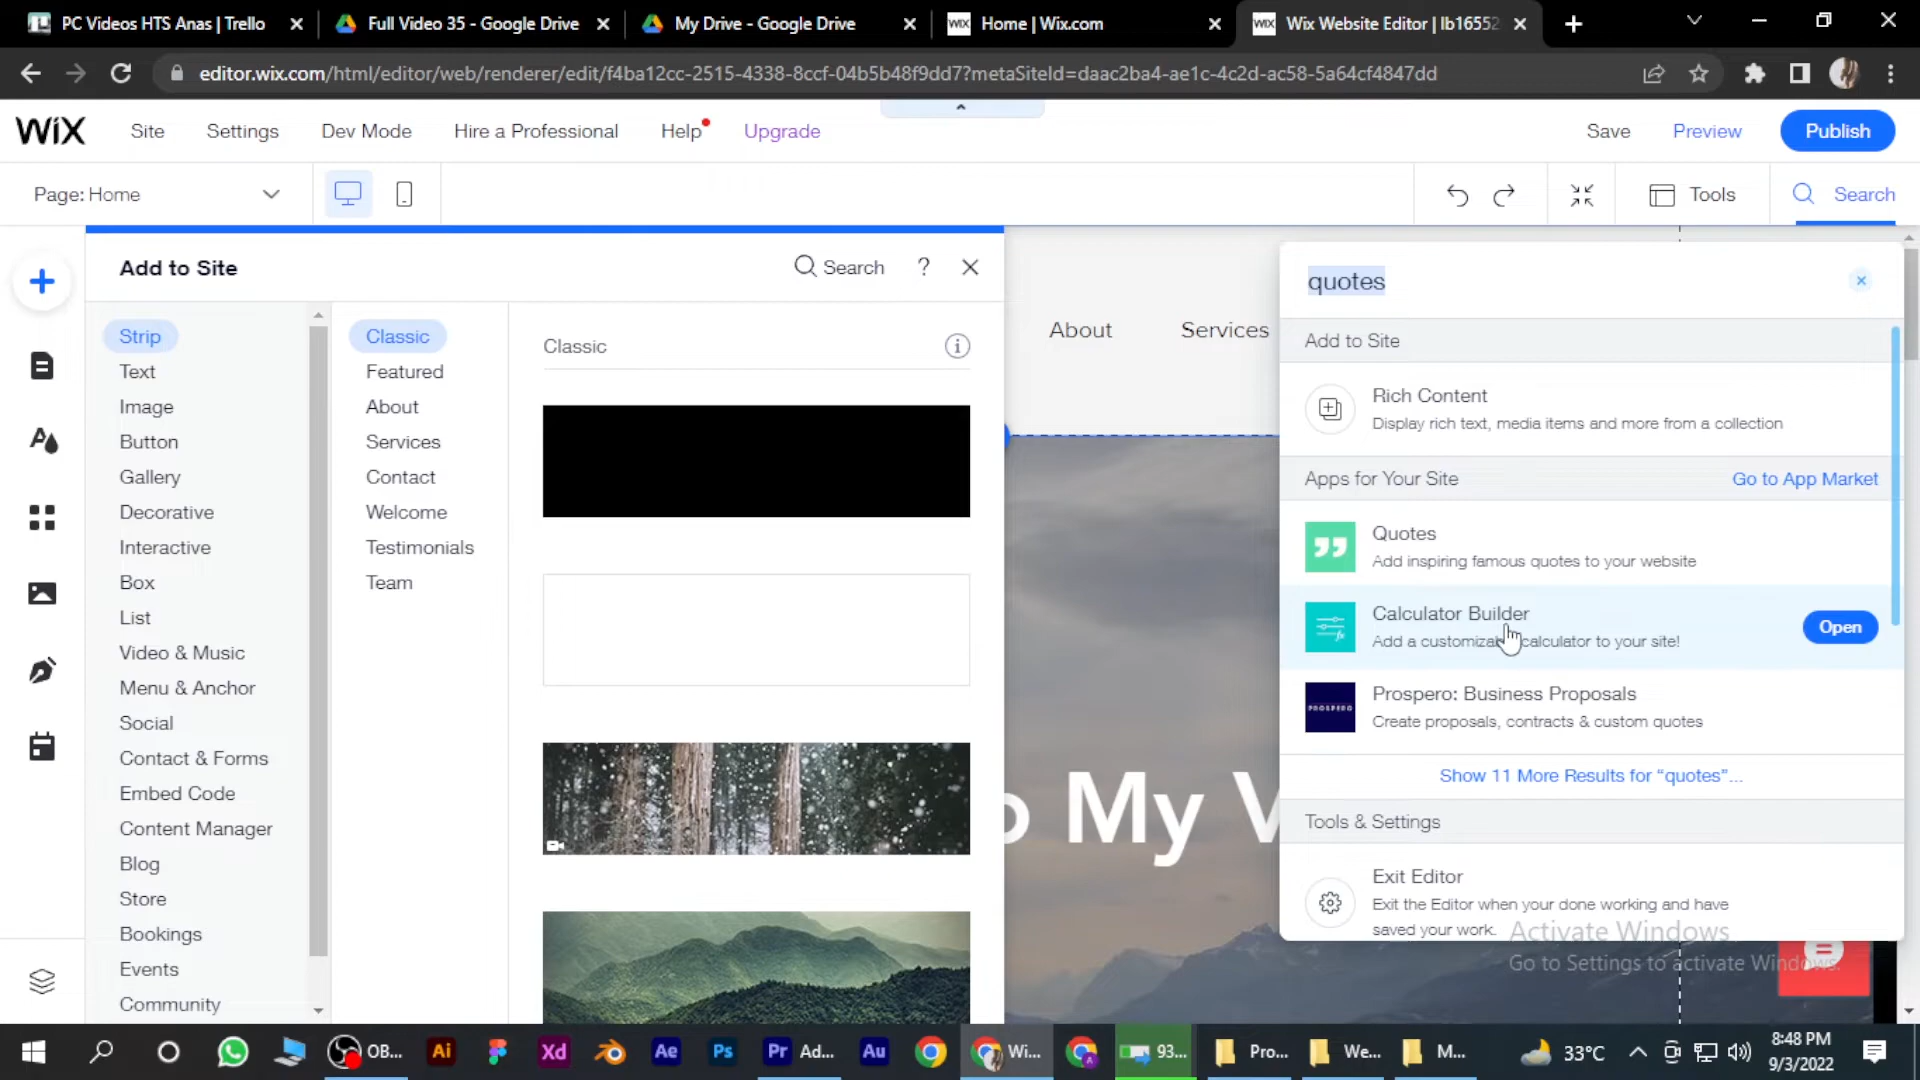 PC Videos HTS Anas | Trello
Full Video 35 - Google Drive
My Drive - Google Drive
WIX
Home | Wix.com
WIX
Wix Website Editor | lb16552
editor.wix.com/html/editor/web/renderer/edit/f4ba12cc-2515-4338-8ccf-04b5b48f9dd7?metaSiteId=daac2ba4-ae1c-4c2d-ac58-5a64cf4847dd
WIX
Site
Settings
Dev Mode
Hire a Professional
Help
Upgrade
Save
Preview
Publish
Page: Home
Tools
Search
Add to Site
Search
?
Strip
Text
Image
Button
Gallery
Decorative
Interactive
Box
List
Video & Music
Menu & Anchor
Social
Contact & Forms
Embed Code
Content Manager
Blog
Store
Bookings
Events
Community
Classic
Featured
About
Services
Contact
Welcome
Testimonials
Team
Classic
About
Services
o My V
quotes
Add to Site
Rich Content
Display rich text, media items and more from a collection
Apps for Your Site
Go to App Market
Quotes
Add inspiring famous quotes to your website
Calculator Builder
Add a customizab calculator to your site!
Open
PROSPERO
Prospero: Business Proposals
Create proposals, contracts & custom quotes
Show 11 More Results for “quotes”...
Tools & Settings
Exit Editor
Exit the Editor when your done working and have
saved your work.
Activate Windows
Go to Settings to activate Windows.
OB...
Ai
Xd
Ae
Ps
Pr
Ad...
Au
Wi...
A
93...
Pro...
We...
M...
33°C
8:48 PM
9/3/2022